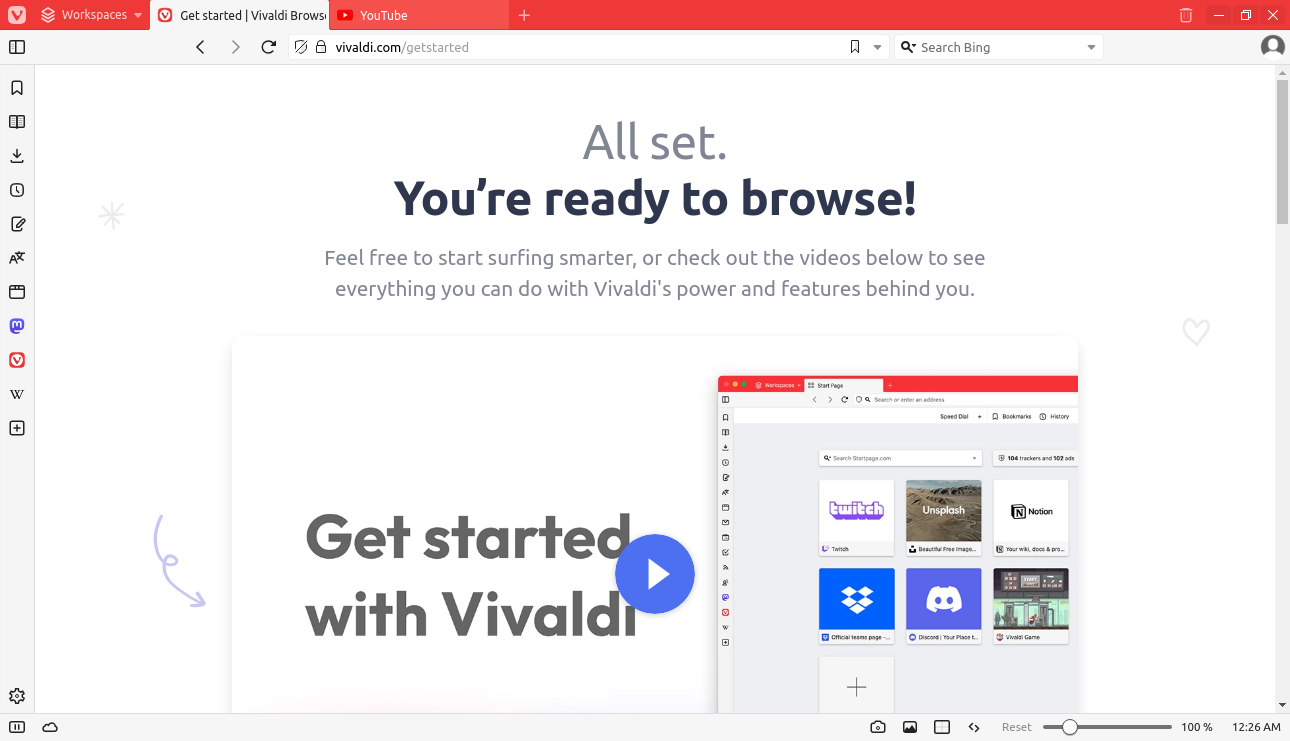 Workspaces
Get started | Vivaldi Brows
YouTube
vivaldi.com/getstarted
Search Bing
All set.
You’re ready to browse!
Feel free to start surfing smarter, or check out the videos below to see
everything you can do with Vivaldi's power and features behind you.
Get started
with Vivaldi
Workspaces
Start Page
Search or enter an address
Speed Dial
Bookmarks
History
Search Startpage.com
104 trackers and 102 ads
twitch
Unsplash
Notion
Twitch
Beautiful Free Image...
Your wiki, docs & pro...
Official teams page -...
Discord | Your Place t...
Vivaldi Game
W
Reset
100 %
12:26 AM